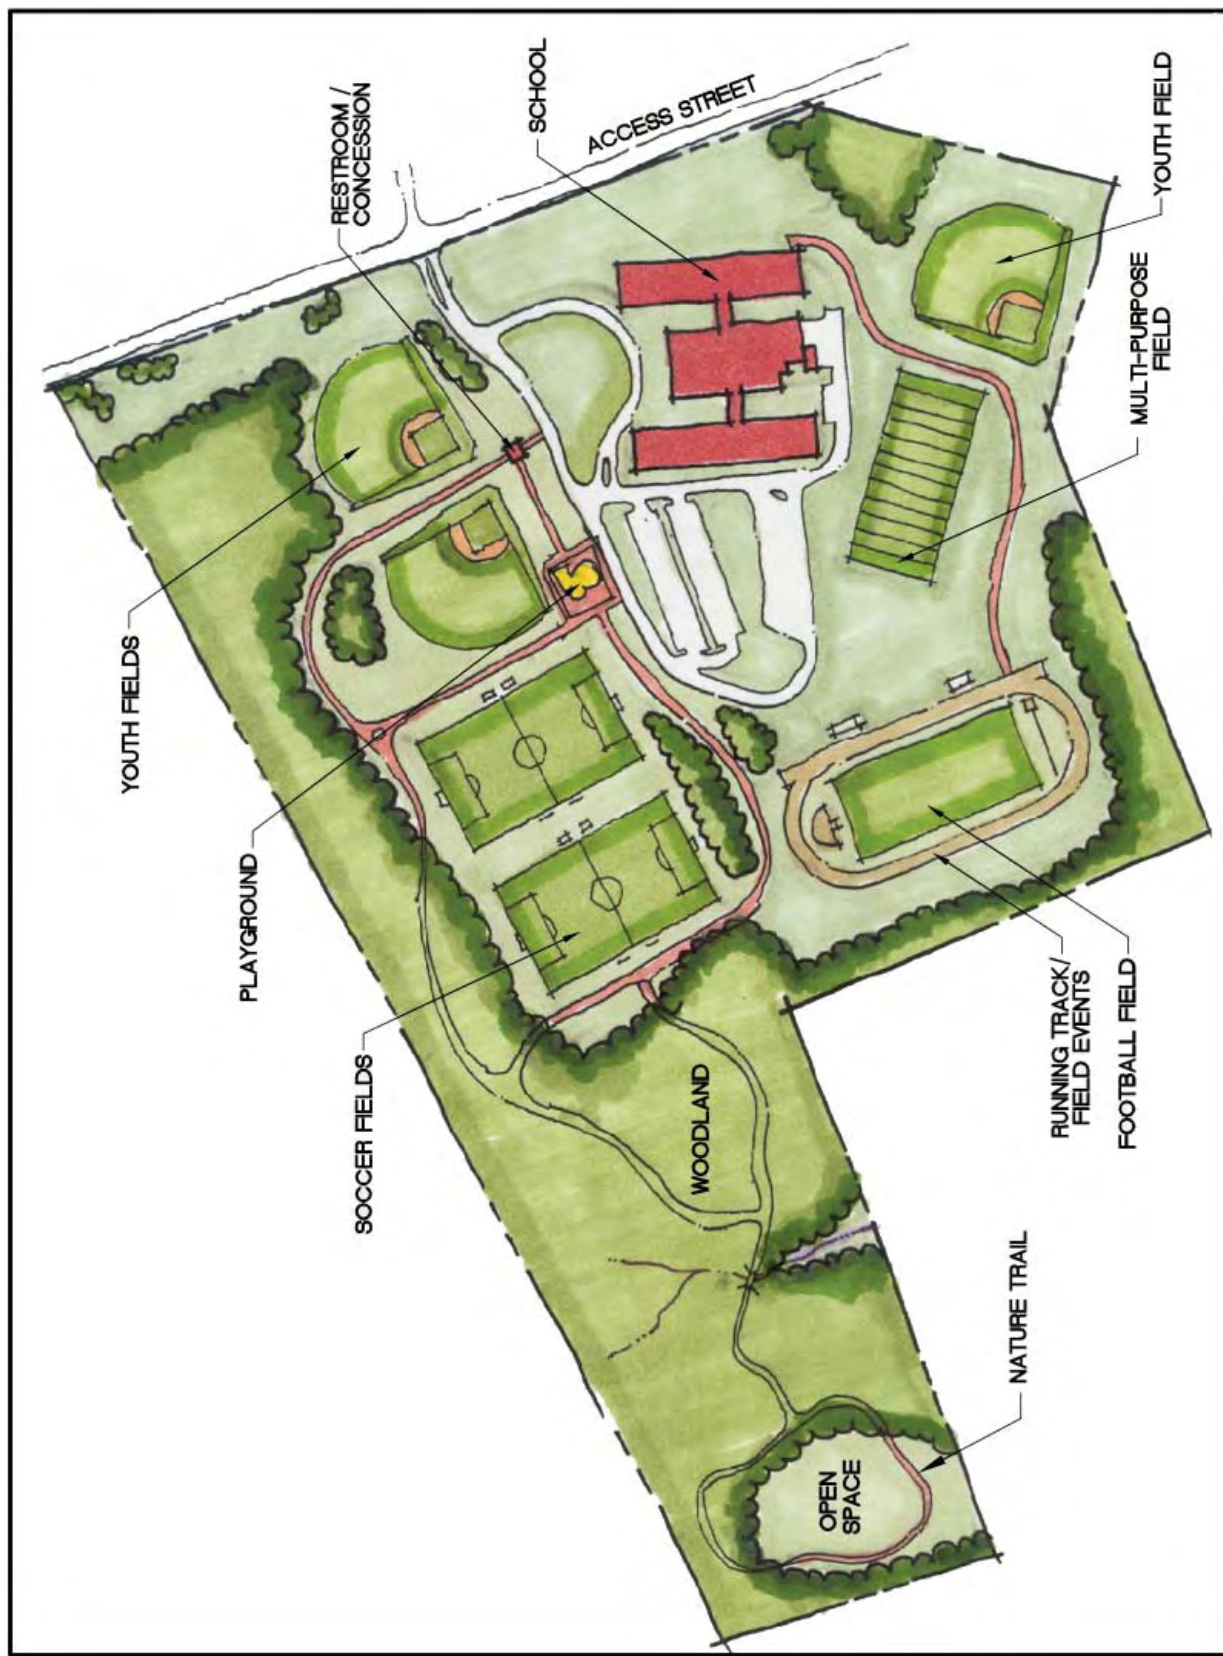 YOUTH FIELDS
PLAYGROUND
SOCCER FIELDS
RESTROOM /
CONCESSION
SCHOOL
ACCESS STREET
WOODLAND
OPEN
SPACE
NATURE TRAIL
RUNNING TRACK/
FIELD EVENTS
FOOTBALL FIELD
MULTI-PURPOSE
FIELD
YOUTH FIELD